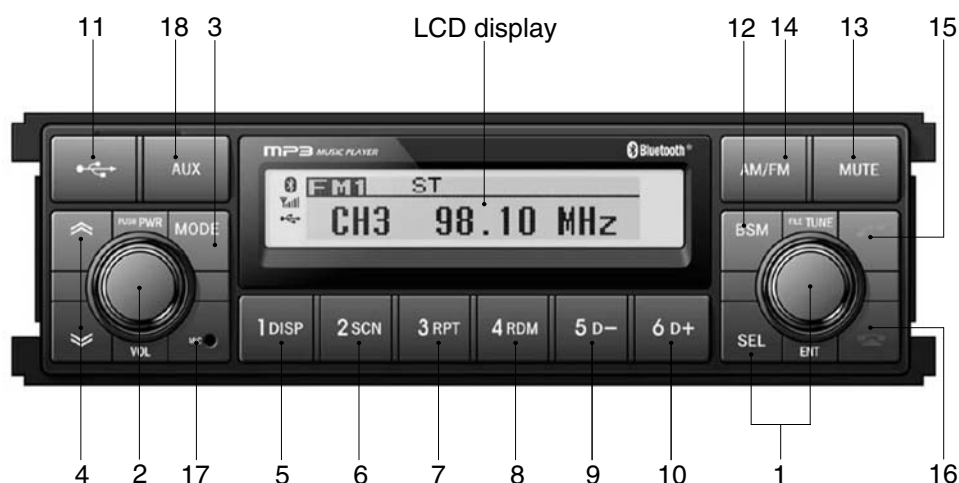 11 18 3 LCD display 12 14 13 15
MP3 MUSIC PLAYER Bluetooth®
AUX AM/FM MUTE
FM1 ST
CH3 98.10 MHz
PUSH PWR MODE BSM FILE TUNE
1 DISP 2 SCN 3 RPT 4 RDM 5 D− 6 D+
VOL MIC SEL ENT
4 2 17 5 6 7 8 9 10 1 16